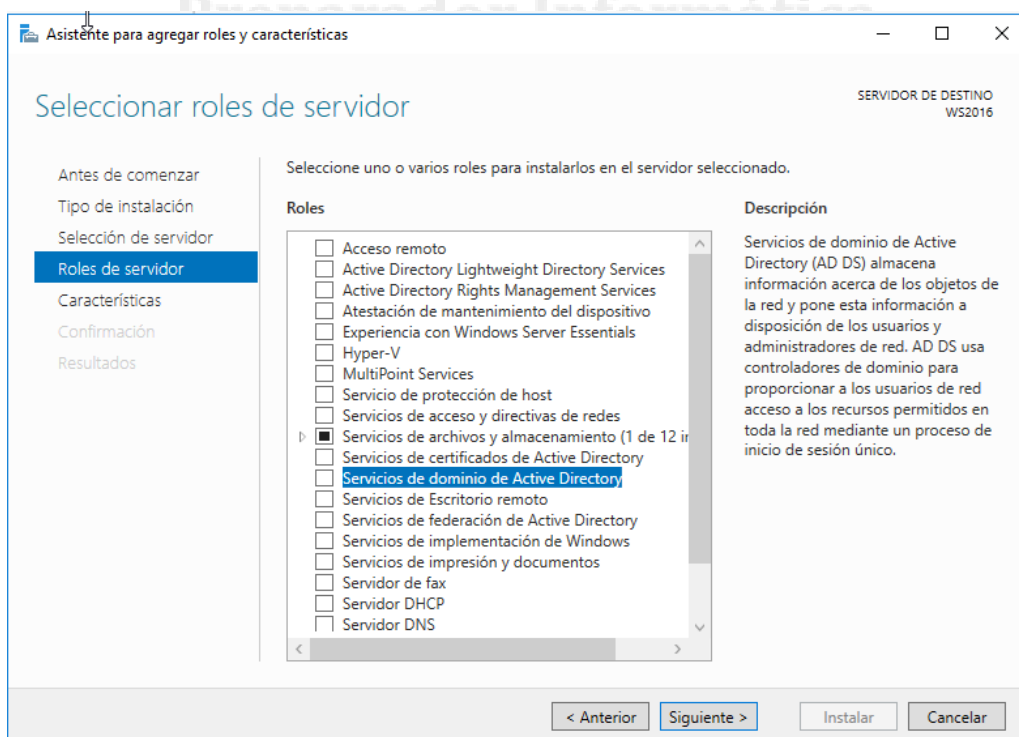 Preparador Informática
Asistente para agregar roles y características
Seleccionar roles de servidor
SERVIDOR DE DESTINO
WS2016
Antes de comenzar
Tipo de instalación
Selección de servidor
Roles de servidor
Características
Confirmación
Resultados
Seleccione uno o varios roles para instalarlos en el servidor seleccionado.
Roles
Acceso remoto
Active Directory Lightweight Directory Services
Active Directory Rights Management Services
Atestación de mantenimiento del dispositivo
Experiencia con Windows Server Essentials
Hyper-V
MultiPoint Services
Servicio de protección de host
Servicios de acceso y directivas de redes
Servicios de archivos y almacenamiento (1 de 12 in
Servicios de certificados de Active Directory
Servicios de dominio de Active Directory
Servicios de Escritorio remoto
Servicios de federación de Active Directory
Servicios de implementación de Windows
Servicios de impresión y documentos
Servidor de fax
Servidor DHCP
Servidor DNS
Descripción
Servicios de dominio de Active
Directory (AD DS) almacena
información acerca de los objetos de
la red y pone esta información a
disposición de los usuarios y
administradores de red. AD DS usa
controladores de dominio para
proporcionar a los usuarios de red
acceso a los recursos permitidos en
toda la red mediante un proceso de
inicio de sesión único.
< Anterior
Siguiente >
Instalar
Cancelar